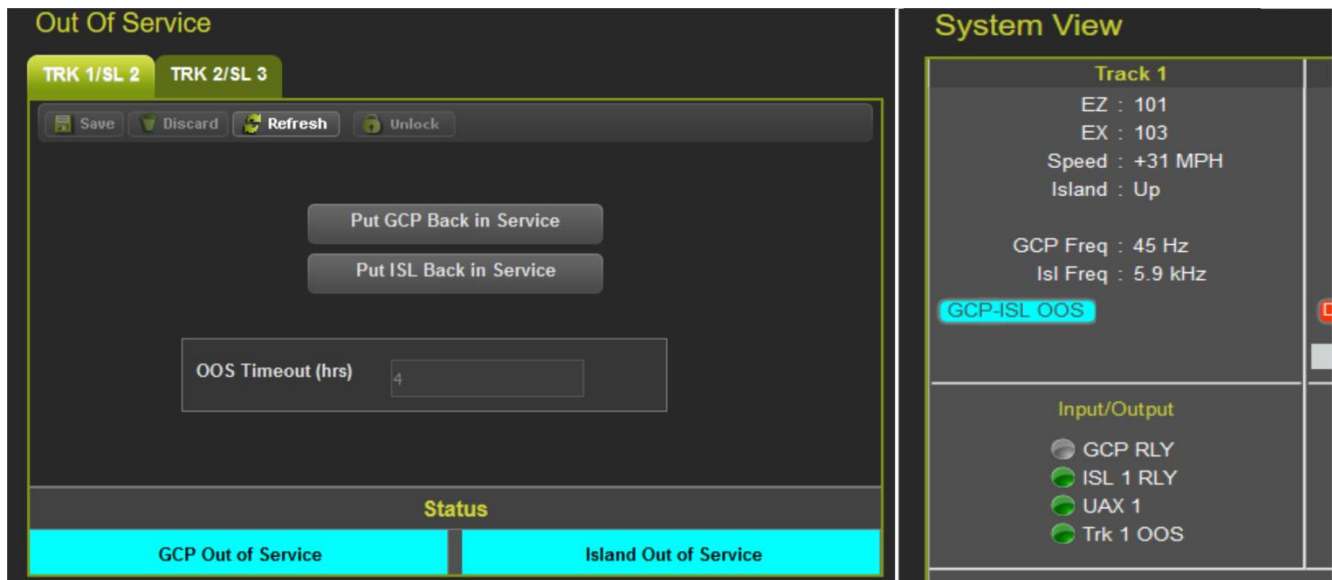 Out Of Service
TRK 1/SL 2
TRK 2/SL 3
Save
Discard
Refresh
Unlock
Put GCP Back in Service
Put ISL Back in Service
OOS Timeout (hrs)
4
Status
GCP Out of Service
Island Out of Service
System View
Track 1
EZ : 101
EX : 103
Speed : +31 MPH
Island : Up
GCP Freq : 45 Hz
Isl Freq : 5.9 kHz
GCP-ISL OOS
Input/Output
GCP RLY
ISL 1 RLY
UAX 1
Trk 1 OOS